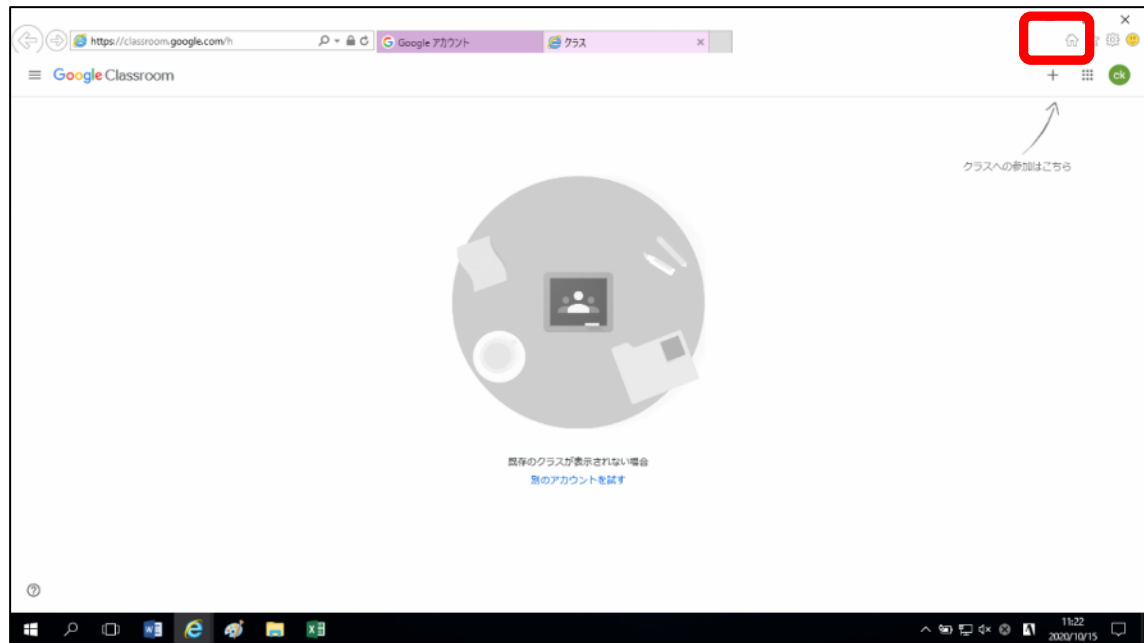 https://classroom.google.com/h
Google アカウント
クラス
Google Classroom
ck
クラスへの参加はこちら
既存のクラスが表示されない場合
別のアカウントを試す
11:22
2020/10/15